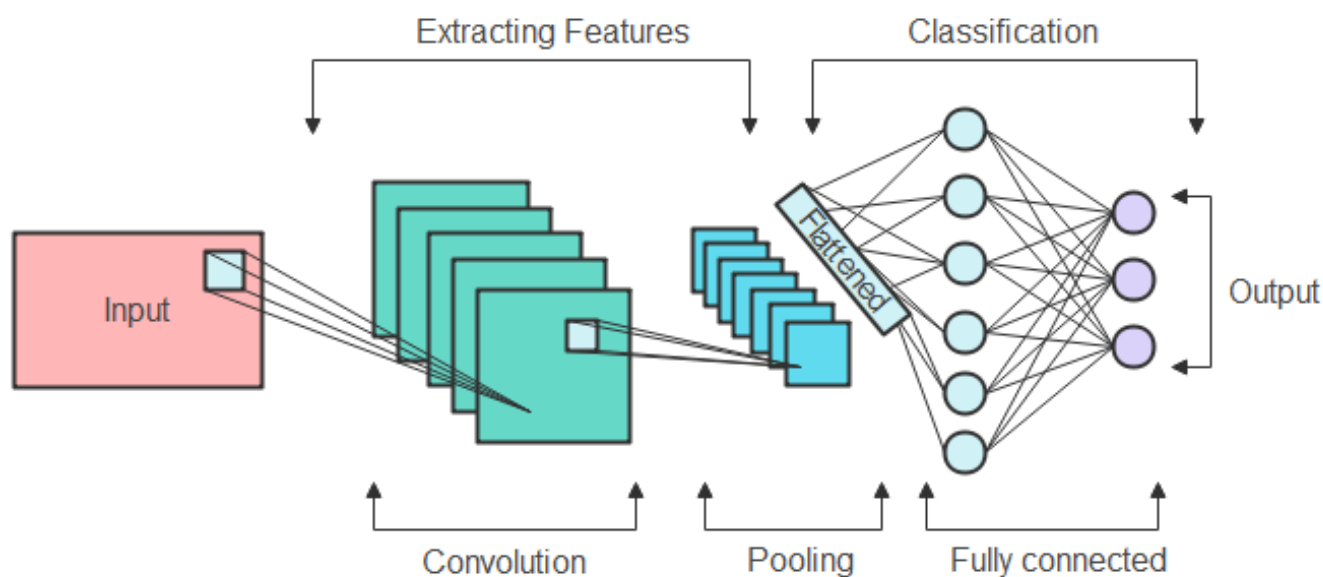 Extracting Features
Classification
Input
Flattened
Output
Convolution
Pooling
Fully connected